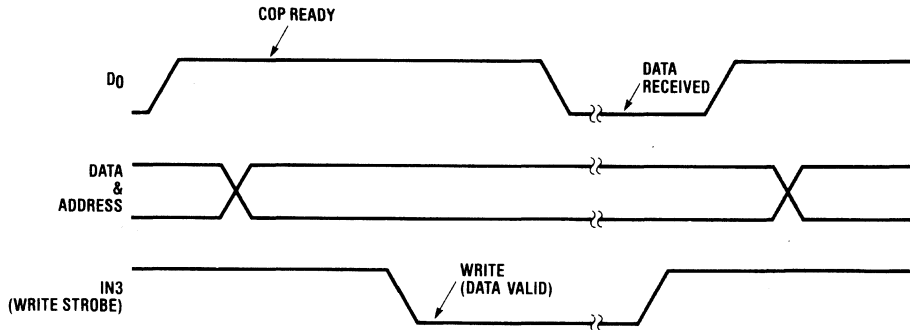 COP READY
D0
DATA
RECEIVED
DATA
&
ADDRESS
WRITE
(DATA VALID)
IN3
(WRITE STROBE)